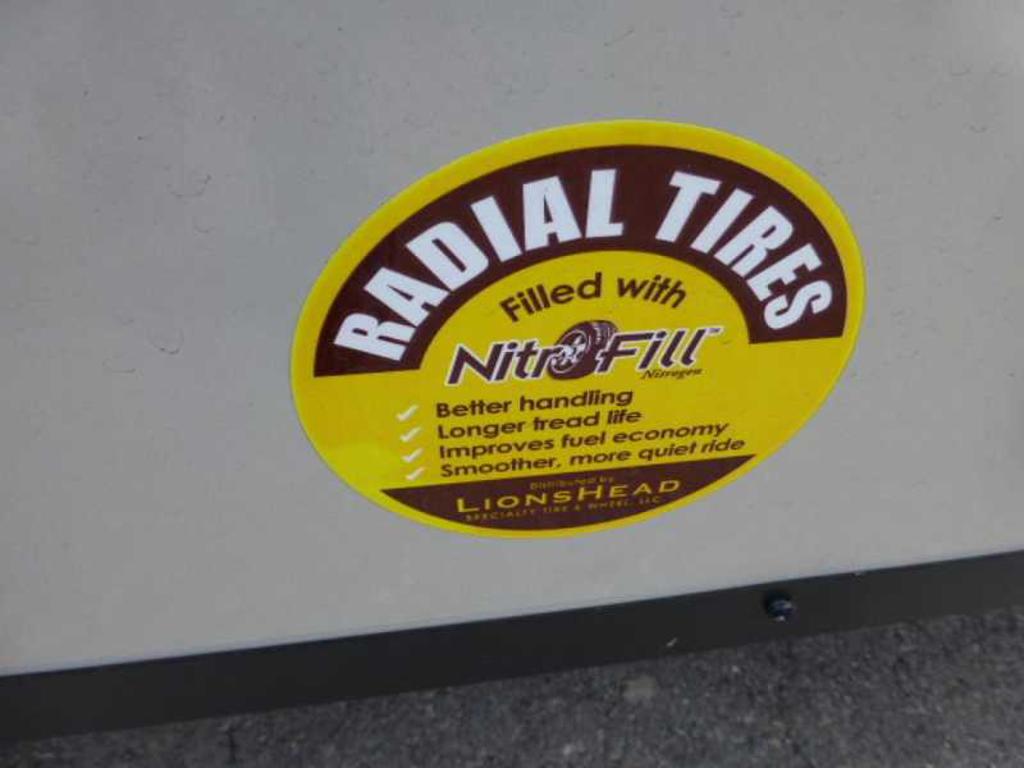 RADIAL TIRES
Filled with
NitroFill™
Nitrogen
Better handling
Longer tread life
Improves fuel economy
Smoother, more quiet ride
Distributed by
LIONSHEAD
SPECIALTY TIRE & WHEEL, LLC